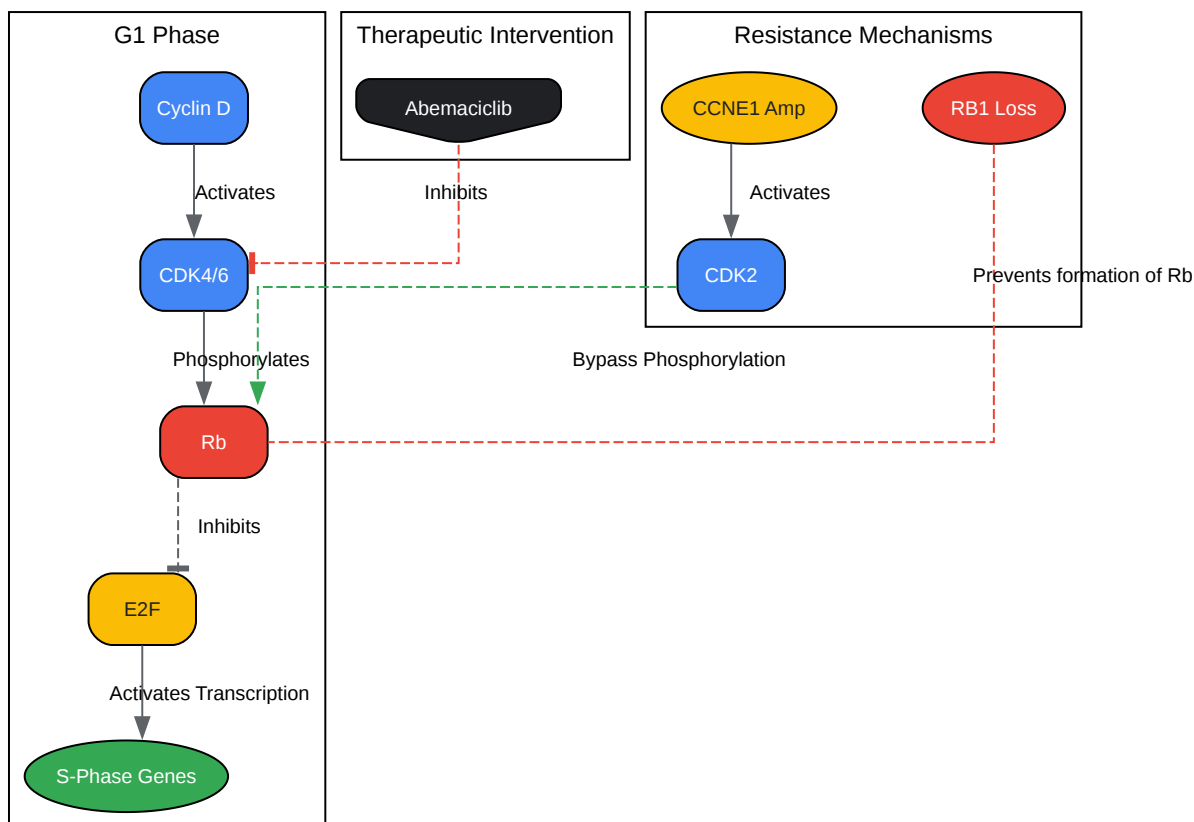 G1 Phase
Therapeutic Intervention
Resistance Mechanisms
Cyclin D
Abemaciclib
CCNE1 Amp
RB1 Loss
Activates
Inhibits
Activates
CDK4/6
CDK2
Prevents formation of Rb
Phosphorylates
Bypass Phosphorylation
Rb
Inhibits
E2F
Activates Transcription
S-Phase Genes